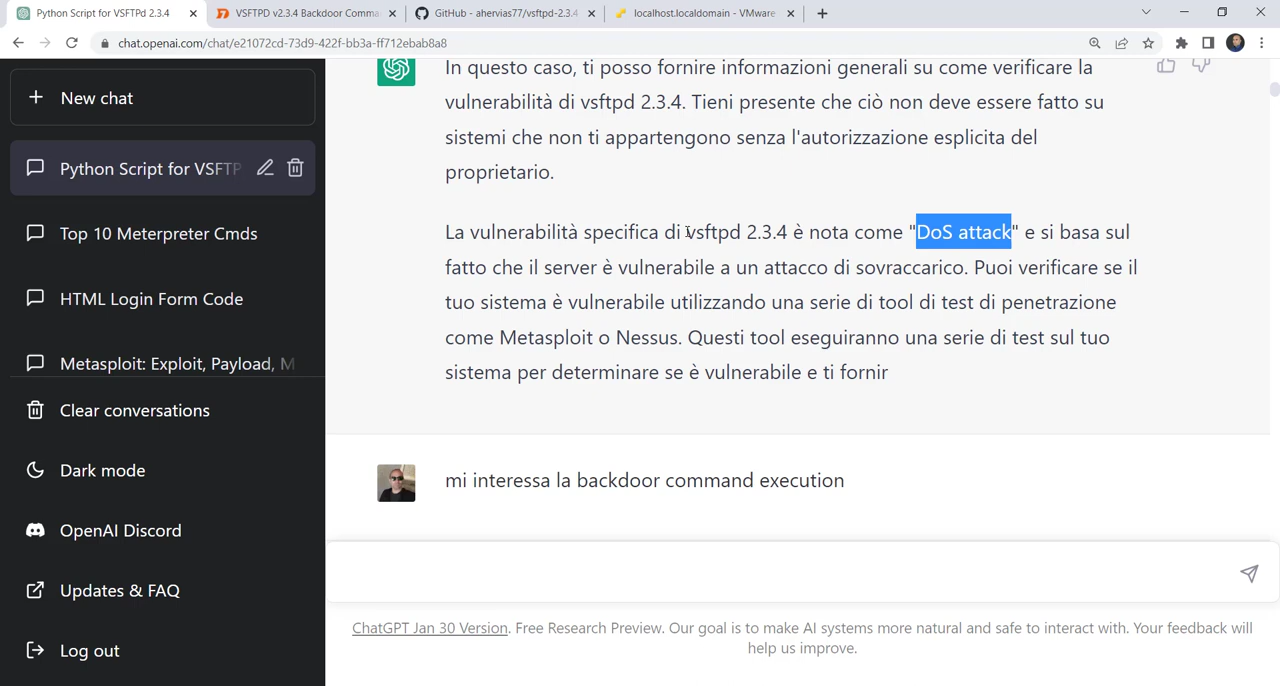 Python Script for VSFTPd 2.3.4
VSFTPD v2.3.4 Backdoor Comma
GitHub - ahervias77/vsftpd-2.3.4
localhost.localdomain - VMware
chat.openai.com/chat/e21072cd-73d9-422f-bb3a-ff712ebab8a8
New chat
Python Script for VSFTP
Top 10 Meterpreter Cmds
HTML Login Form Code
Metasploit: Exploit, Payload, M
Clear conversations
Dark mode
OpenAI Discord
Updates & FAQ
Log out
In questo caso, ti posso fornire informazioni generali su come verificare la
vulnerabilità di vsftpd 2.3.4. Tieni presente che ciò non deve essere fatto su
sistemi che non ti appartengono senza l'autorizzazione esplicita del
proprietario.
La vulnerabilità specifica di vsftpd 2.3.4 è nota come "DoS attack" e si basa sul
fatto che il server è vulnerabile a un attacco di sovraccarico. Puoi verificare se il
tuo sistema è vulnerabile utilizzando una serie di tool di test di penetrazione
come Metasploit o Nessus. Questi tool eseguiranno una serie di test sul tuo
sistema per determinare se è vulnerabile e ti fornir
mi interessa la backdoor command execution
ChatGPT Jan 30 Version. Free Research Preview. Our goal is to make AI systems more natural and safe to interact with. Your feedback will
help us improve.